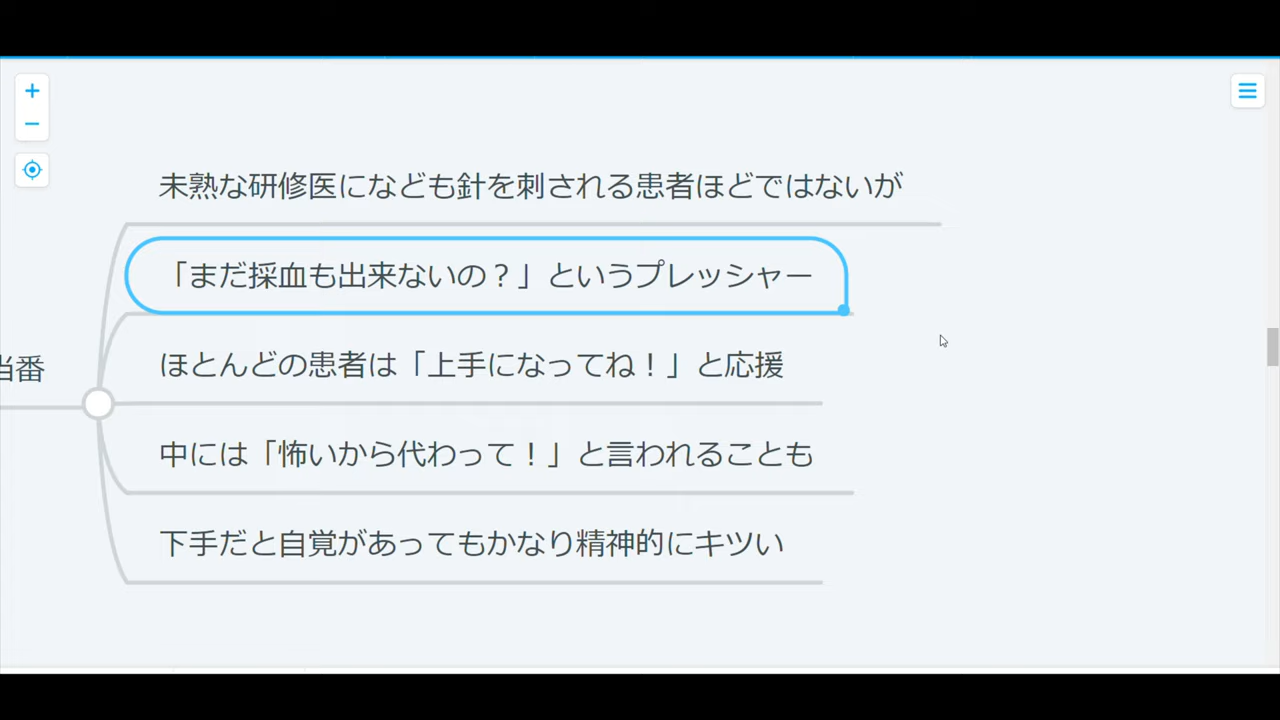 未熟な研修医になども針を刺される患者ほどではないが
「まだ採血も出来ないの？」というプレッシャー
当番
ほとんどの患者は「上手になってね！」と応援
中には「怖いから代わって！」と言われることも
下手だと自覚があってもかなり精神的にキツい